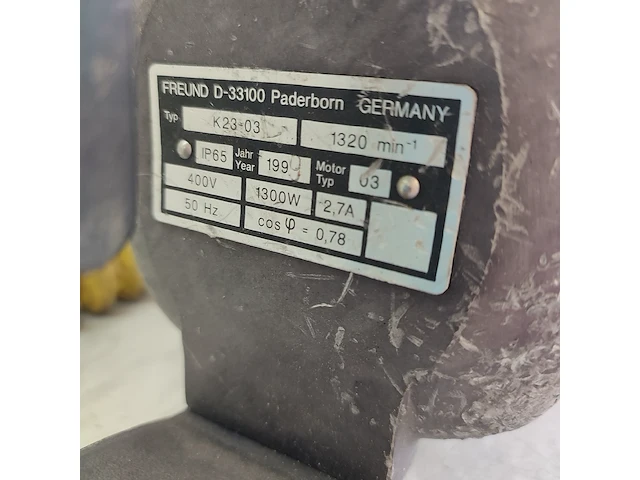 FREUND D-33100 Paderborn GERMANY
Typ K23-03 1320 min⁻¹
IP65 Jahr Year 199 Motor Typ 03
400V 1300W 2,7A
50 Hz cos φ = 0,78